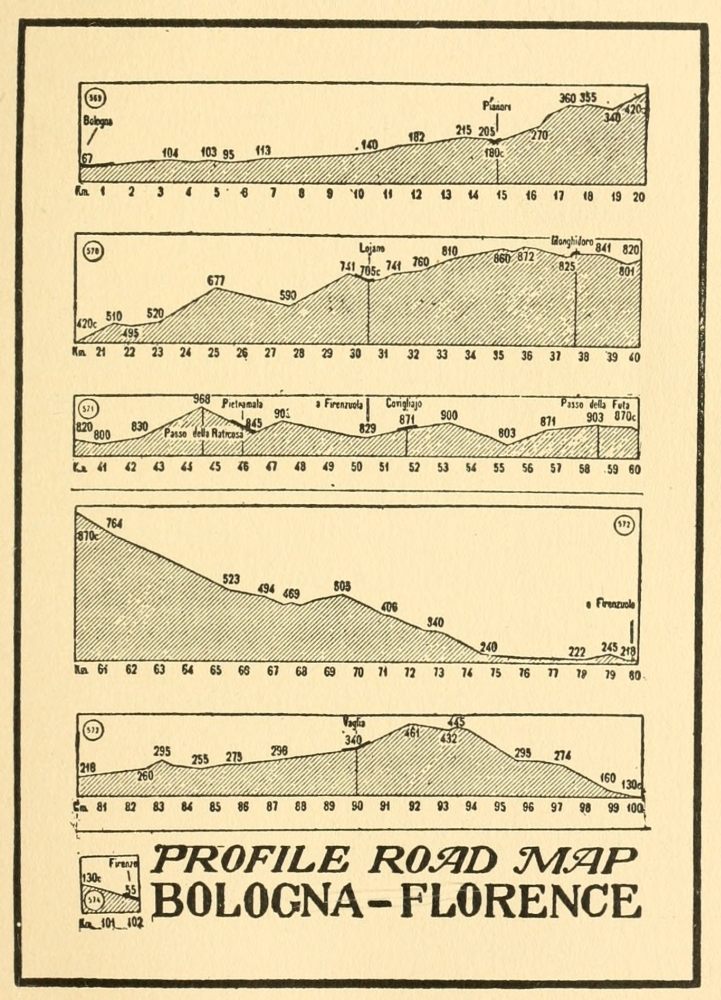 569
Bologna
Pianoro
67 104 103 95 113 140 182 215 205 180c 270 360 355 340 420c
Km. 1 2 3 4 5 6 7 8 9 10 11 12 13 14 15 16 17 18 19 20
570
Lojano
Monghidoro
420c 510 495 520 677 590 741 705c 741 760 810 860 872 825 841 820 801
Km. 21 22 23 24 25 26 27 28 29 30 31 32 33 34 35 36 37 38 39 40
571
968 Pietramala a Firenzuola Covigliajo Passo della Futa
820 800 830 845 829 871 900 803 871 903 870c
Passo della Raticosa
Km. 41 42 43 44 45 46 47 48 49 50 51 52 53 54 55 56 57 58 59 60
572
870c 764 523 494 469 505 406 340 240 222 245 218
a Firenzuola
Km. 61 62 63 64 65 66 67 68 69 70 71 72 73 74 75 76 77 78 79 80
573
Vaglia
218 260 295 255 275 298 340 461 432 445 295 274 160 130c
Km. 81 82 83 84 85 86 87 88 89 90 91 92 93 94 95 96 97 98 99 100
Firenze
130c 55
574
Km. 101 102
PROFILE ROAD MAP
BOLOGNA-FLORENCE